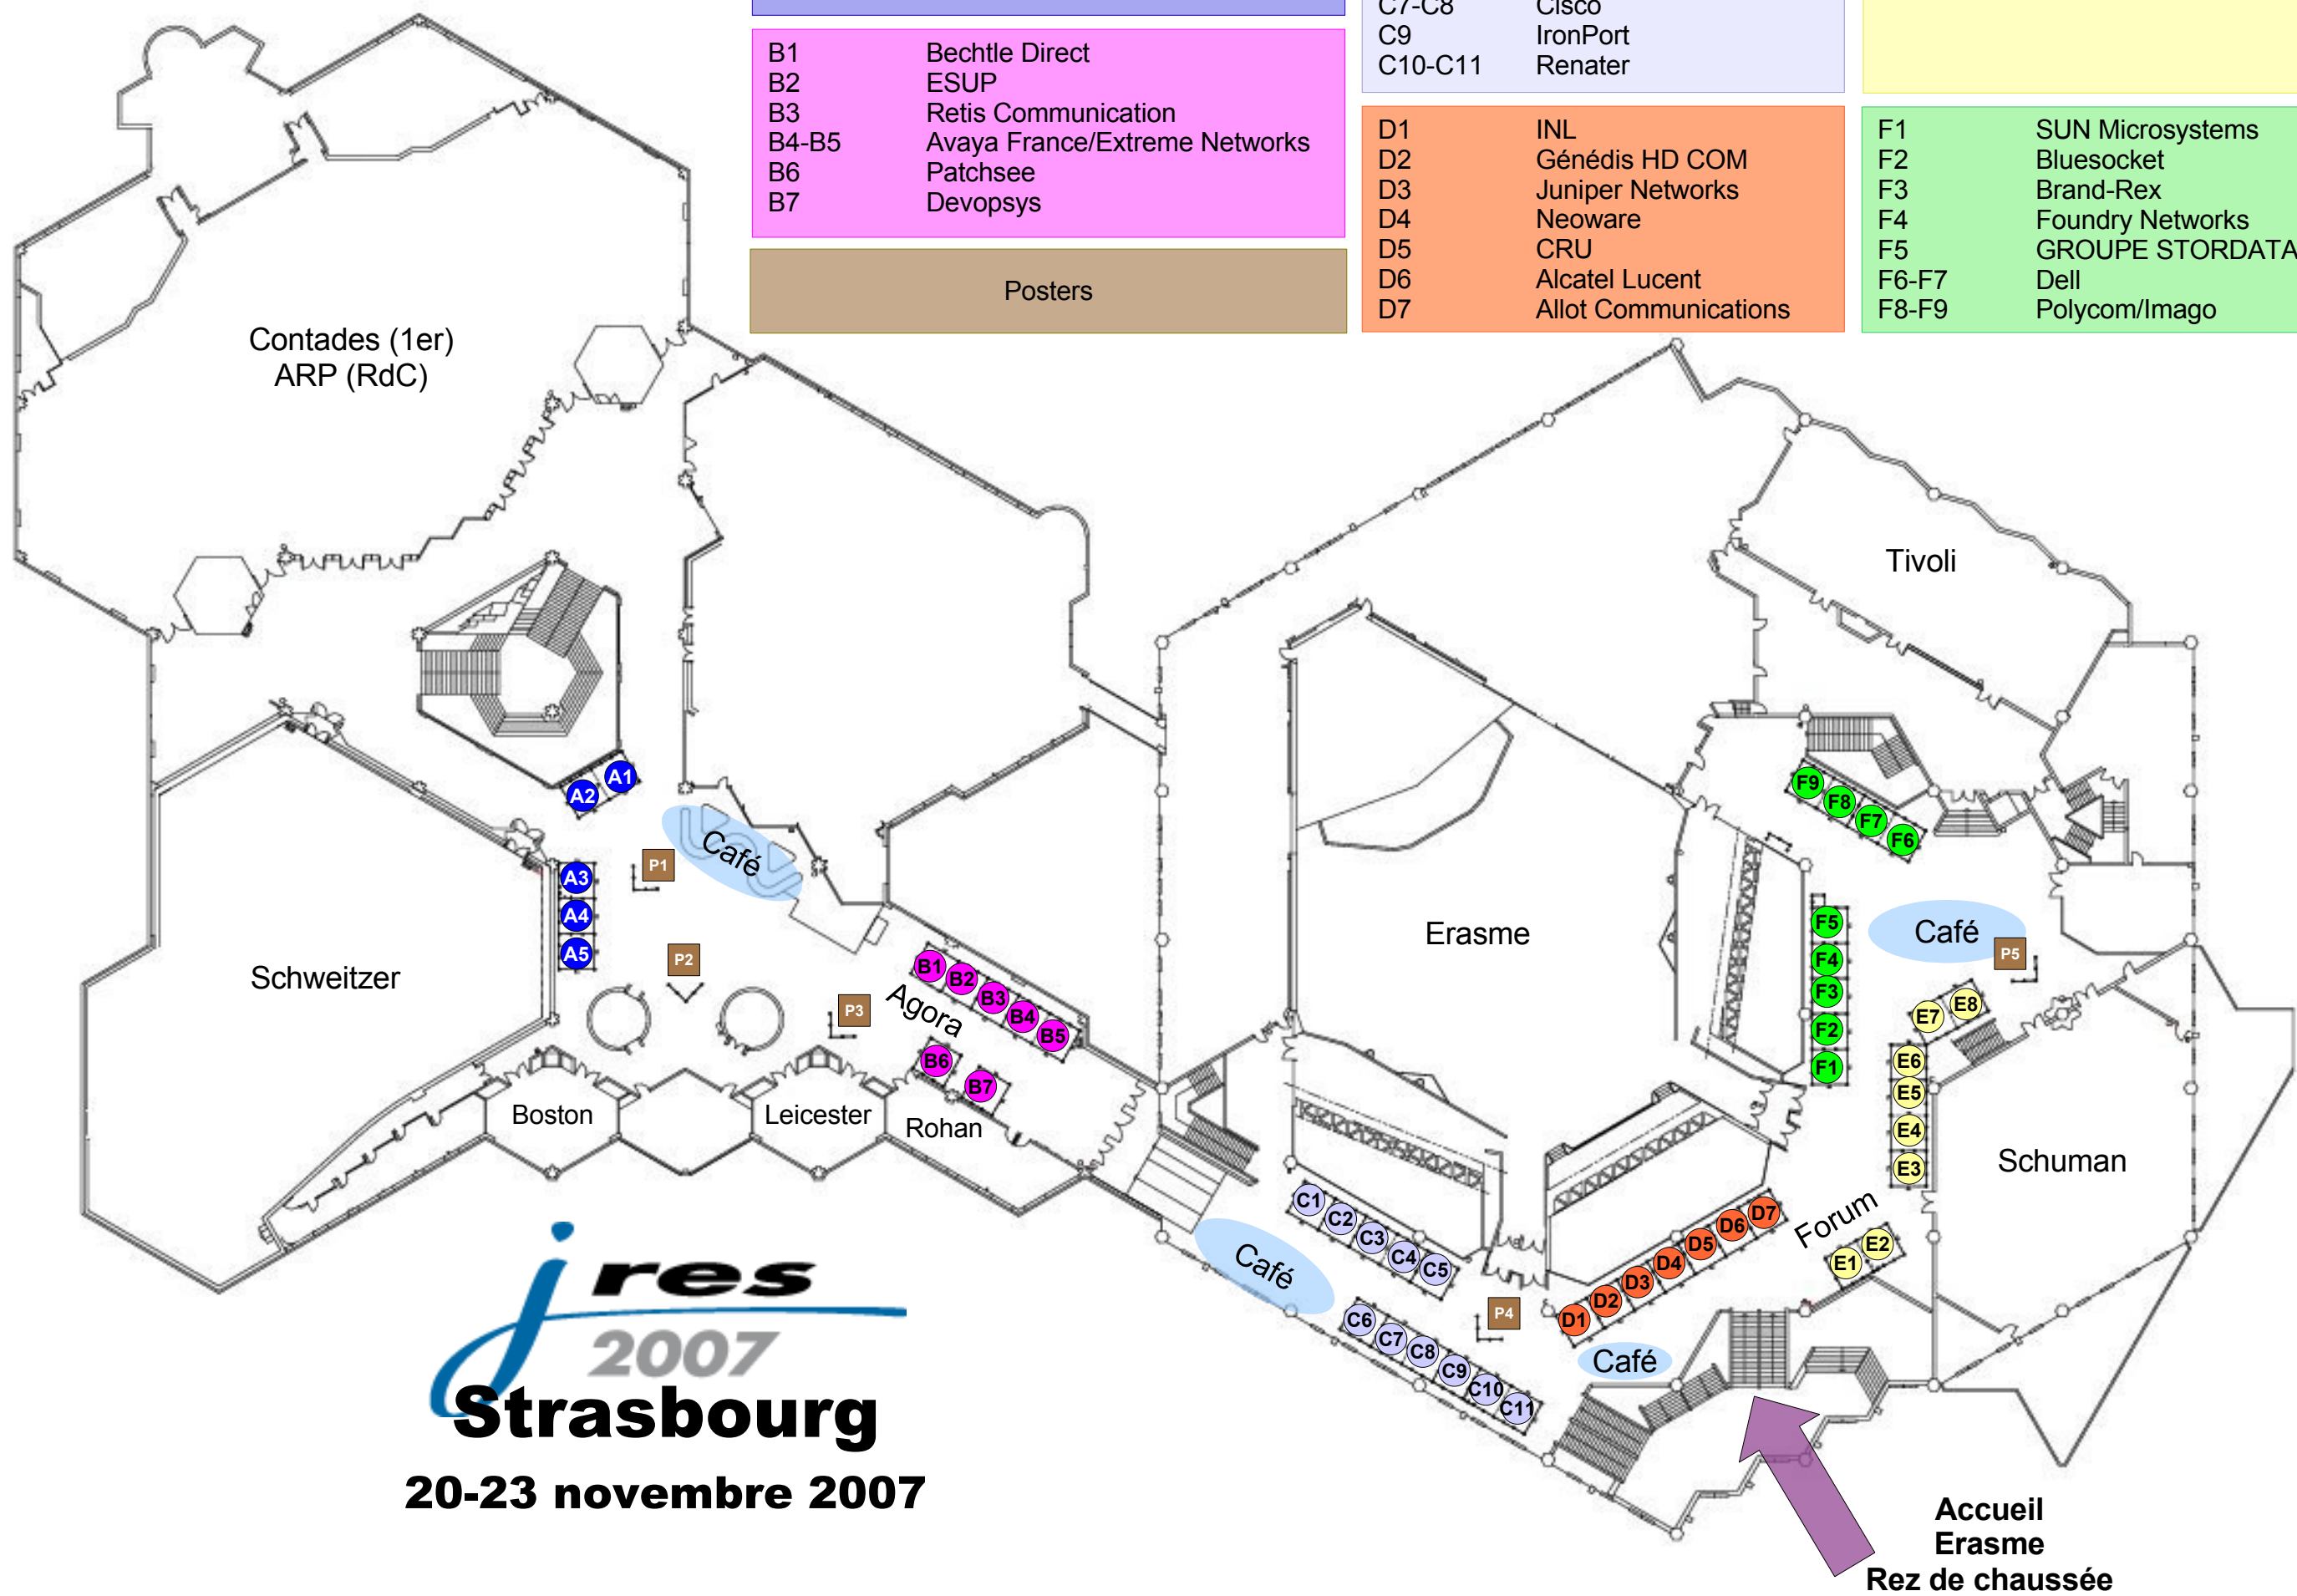 C7-C8 Cisco
C9 IronPort
C10-C11 Renater
B1 Bechtle Direct
B2 ESUP
B3 Retis Communication
B4-B5 Avaya France/Extreme Networks
B6 Patchsee
B7 Devopsys
Posters
D1 INL
D2 Génédis HD COM
D3 Juniper Networks
D4 Neoware
D5 CRU
D6 Alcatel Lucent
D7 Allot Communications
F1 SUN Microsystems
F2 Bluesocket
F3 Brand-Rex
F4 Foundry Networks
F5 GROUPE STORDATA
F6-F7 Dell
F8-F9 Polycom/Imago
Contades (1er)
ARP (RdC)
Tivoli
A1
A2
A3
A4
A5
P1
Café
P2
P3
Schweitzer
Agora
B1
B2
B3
B4
B5
B6
B7
Boston
Leicester
Rohan
Erasme
F9
F8
F7
F6
F5
F4
F3
F2
F1
Café
P5
E8
E7
E6
E5
E4
E3
E2
E1
Schuman
Forum
C1
C2
C3
C4
C5
Café
C6
C7
C8
C9
C10
C11
P4
D1
D2
D3
D4
D5
D6
D7
Café
jres
2007
Strasbourg
20-23 novembre 2007
Accueil
Erasme
Rez de chaussée